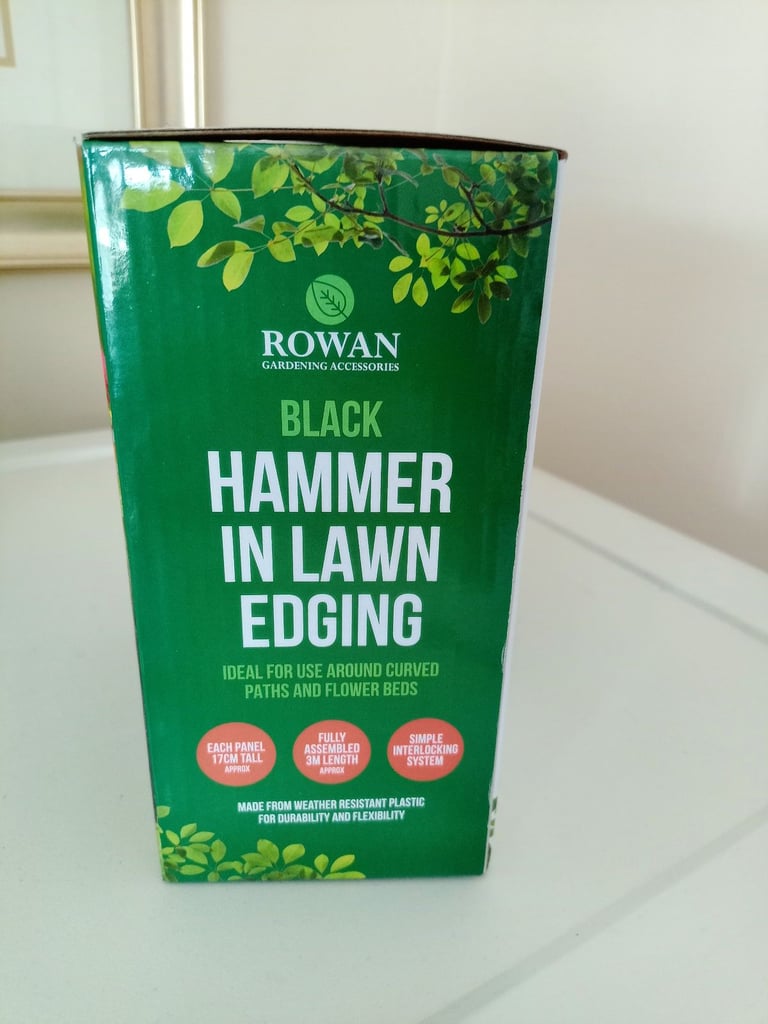 ROWAN
GARDENING ACCESSORIES
BLACK
HAMMER
IN LAWN
EDGING
IDEAL FOR USE AROUND CURVED
PATHS AND FLOWER BEDS
EACH PANEL
17CM TALL
APPROX
FULLY
ASSEMBLED
3M LENGTH
APPROX
SIMPLE
INTERLOCKING
SYSTEM
MADE FROM WEATHER RESISTANT PLASTIC
FOR DURABILITY AND FLEXIBILITY